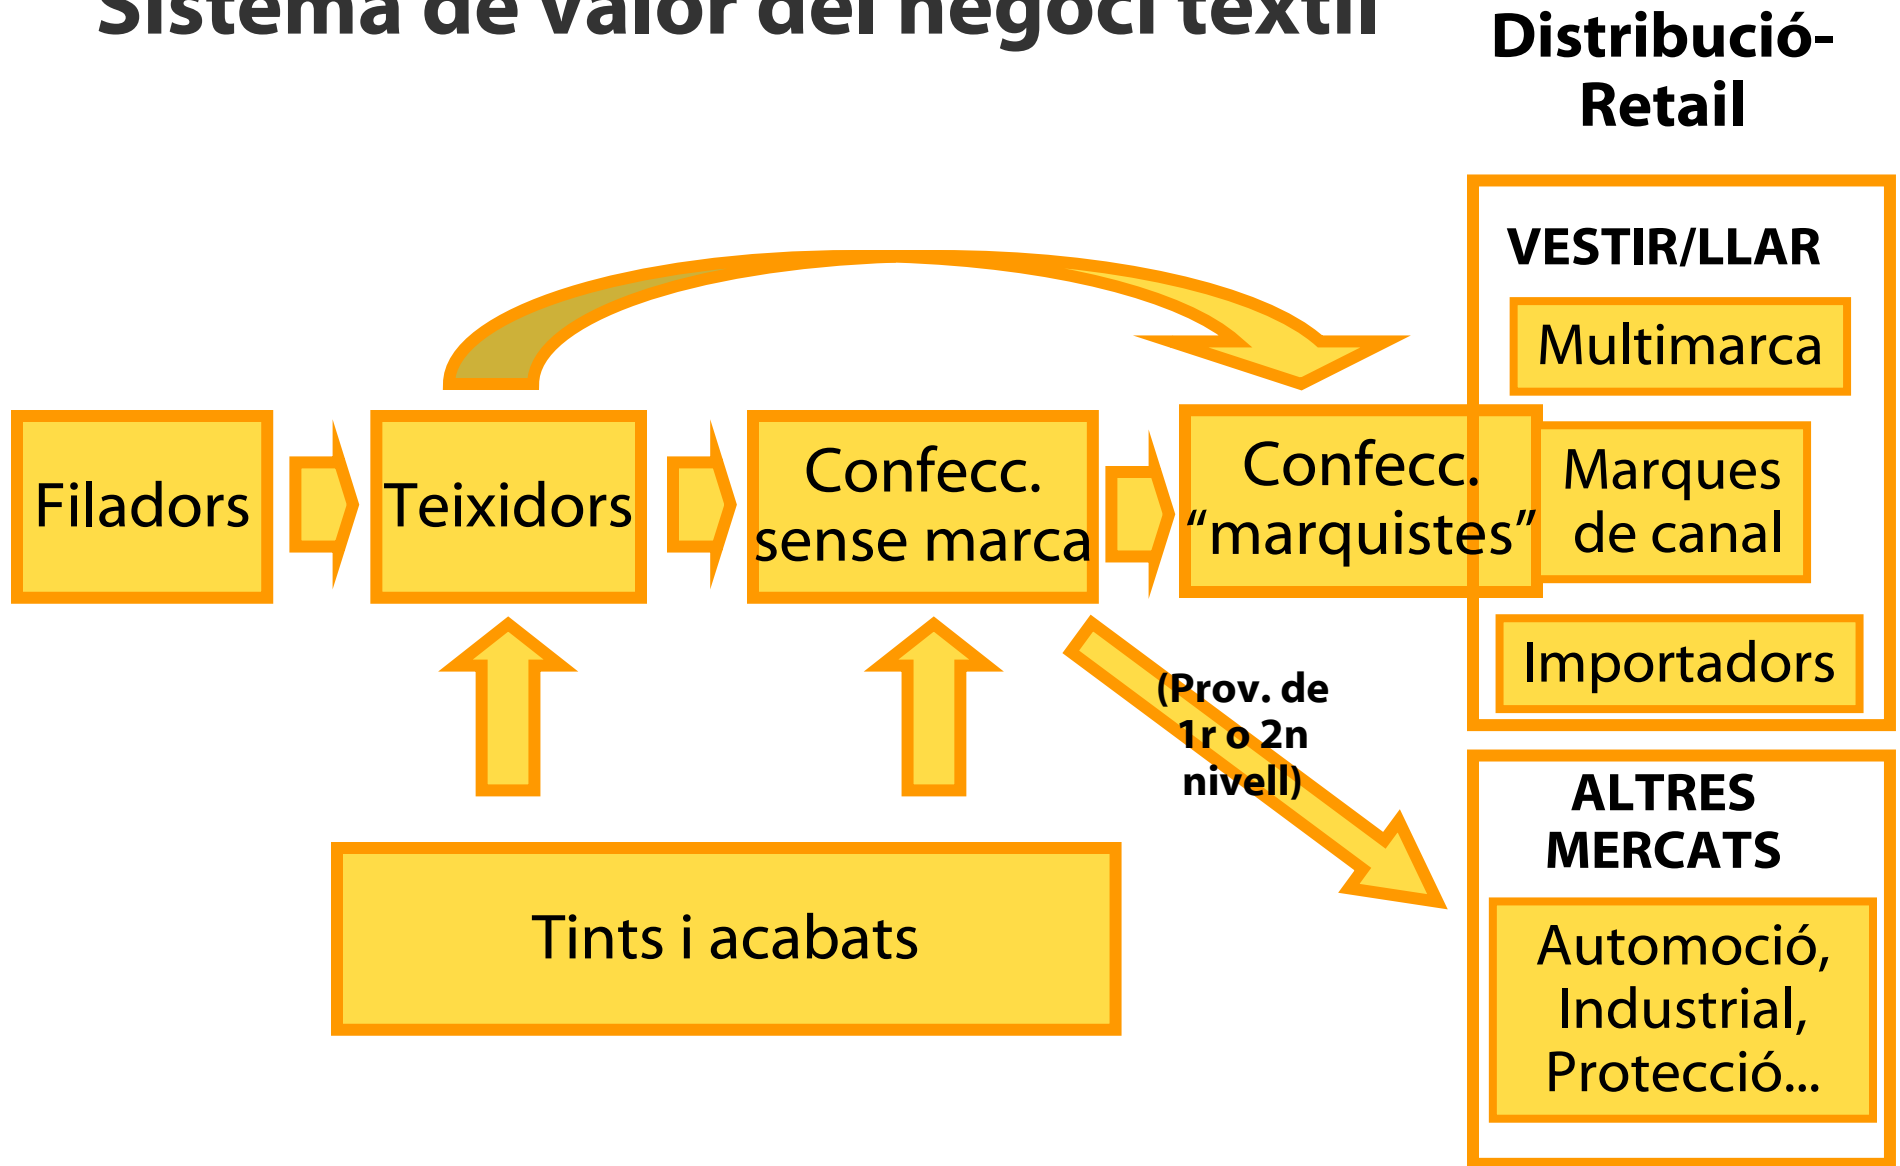 Sistema de valor del negoci tèxtil
Distribució-
Retail
VESTIR/LLAR
Multimarca
Filadors
Teixidors
Confecc.
sense marca
Confecc.
“marquistes”
Marques
de canal
Importadors
(Prov. de
1r o 2n
nivell)
ALTRES
MERCATS
Automoció,
Industrial,
Protecció...
Tints i acabats